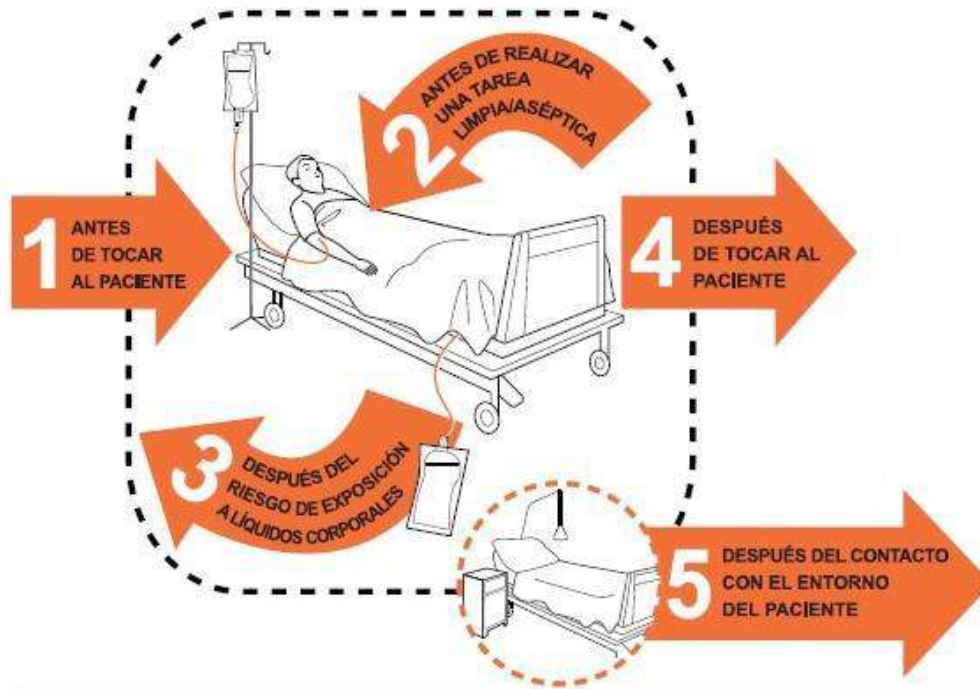 1 ANTES
DE TOCAR
AL PACIENTE
2 ANTES DE REALIZAR
UNA TAREA
LIMPIA/ASÉPTICA
3 DESPUÉS DEL
RIESGO DE EXPOSICIÓN
A LÍQUIDOS CORPORALES
4 DESPUÉS
DE TOCAR AL
PACIENTE
5 DESPUÉS DEL CONTACTO
CON EL ENTORNO
DEL PACIENTE